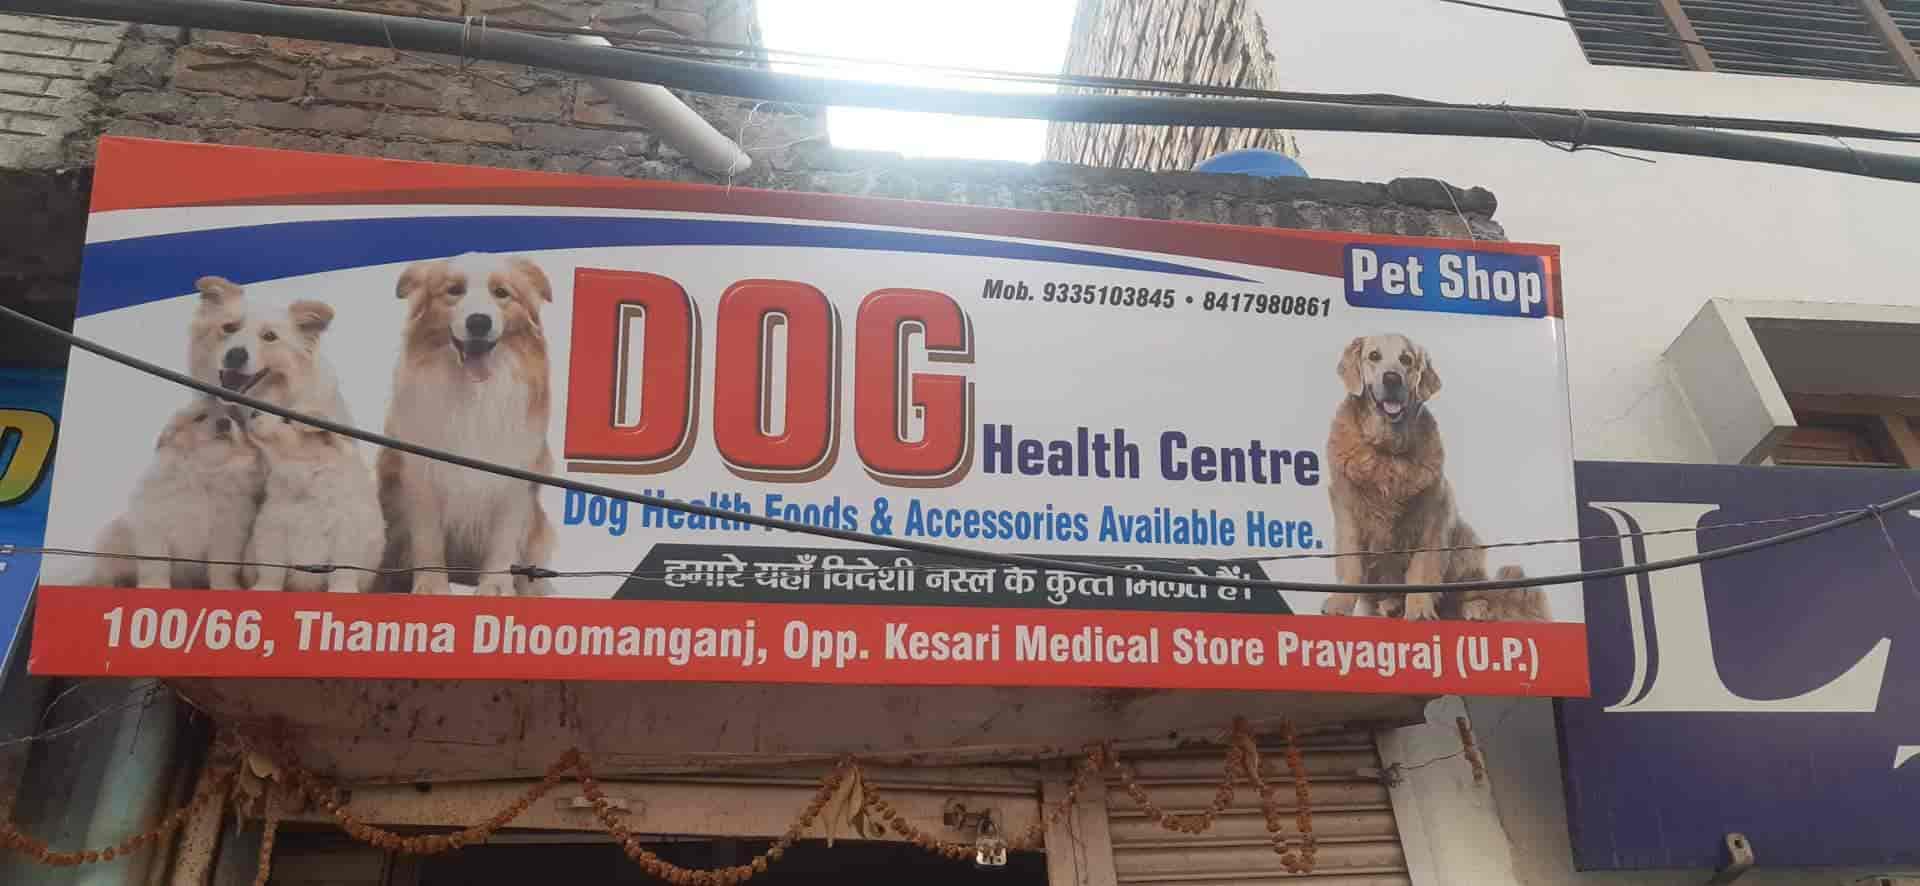 Pet Shop
Mob. 9335103845 • 8417980861
DOG
Health Centre
Dog Health Foods & Accessories Available Here.
हमारे यहाँ विदेशी नस्ल के कुत्ते मिलते हैं।
100/66, Thanna Dhoomanganj, Opp. Kesari Medical Store Prayagraj (U.P.)
L